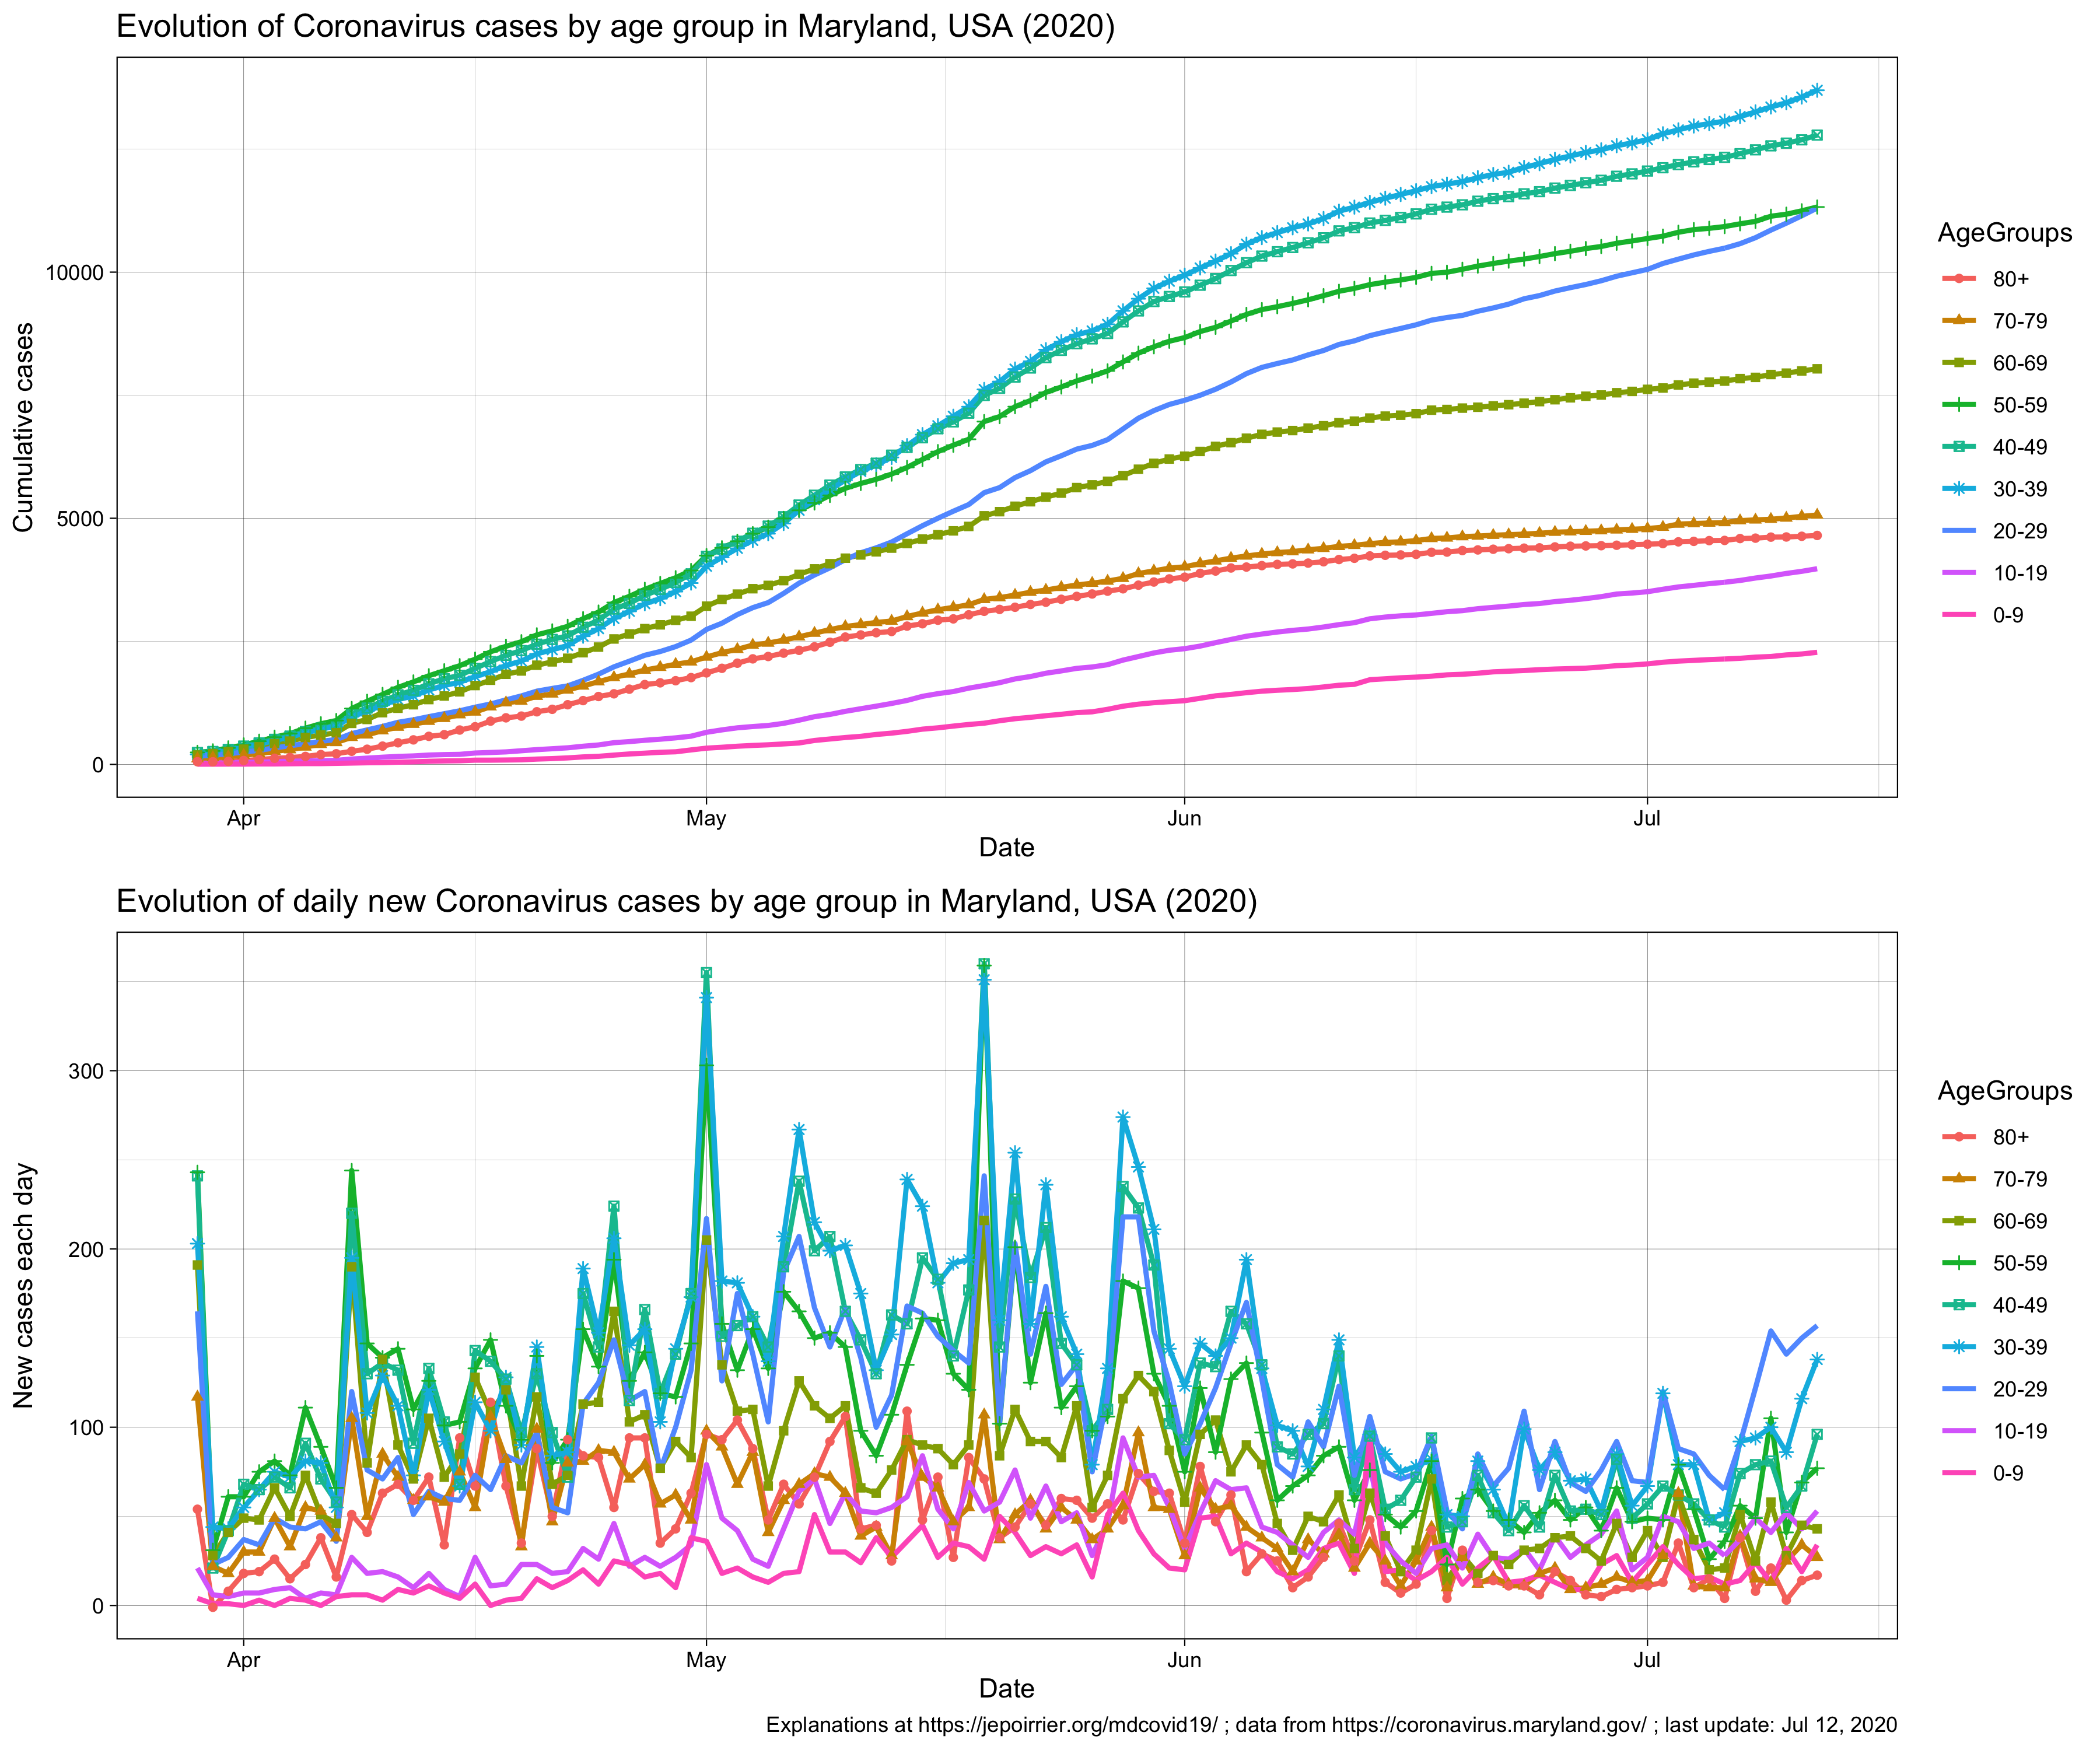 Evolution of Coronavirus cases by age group in Maryland, USA (2020)
Cumulative cases
10000
5000
0
Apr
May
Jun
Jul
Date
AgeGroups
80+
70-79
60-69
50-59
40-49
30-39
20-29
10-19
0-9
Evolution of daily new Coronavirus cases by age group in Maryland, USA (2020)
New cases each day
300
200
100
0
Apr
May
Jun
Jul
Date
AgeGroups
80+
70-79
60-69
50-59
40-49
30-39
20-29
10-19
0-9
Explanations at https://jepoirrier.org/mdcovid19/ ; data from https://coronavirus.maryland.gov/ ; last update: Jul 12, 2020